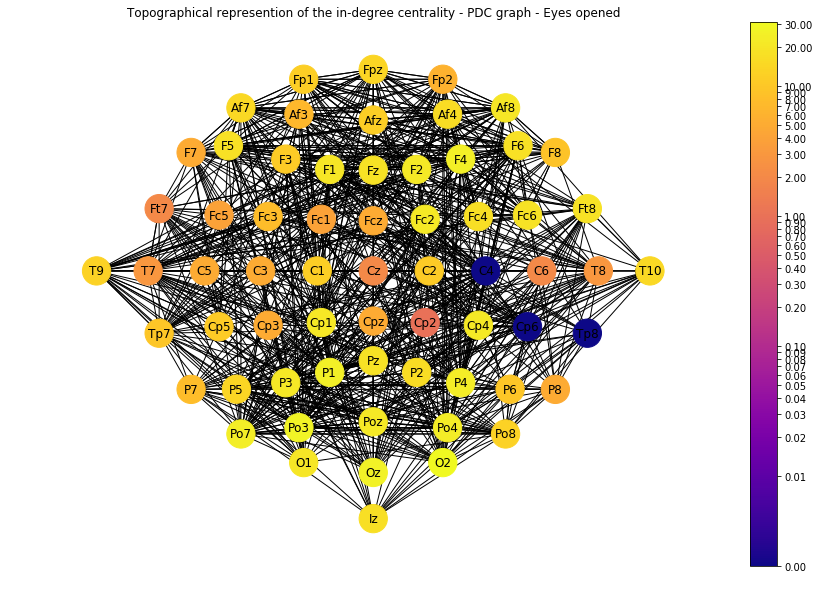 Topographical represention of the in-degree centrality - PDC graph - Eyes opened
Fpz
Fp1 Fp2
Af7 Af3 Afz Af4 Af8
F7 F5 F3 F1 Fz F2 F4 F6 F8
Ft7 Fc5 Fc3 Fc1 Fcz Fc2 Fc4 Fc6 Ft8
T9 T7 C5 C3 C1 Cz C2 C4 C6 T8 T10
Tp7 Cp5 Cp3 Cp1 Cpz Cp2 Cp4 Cp6 Tp8
P7 P5 P3 P1 Pz P2 P4 P6 P8
Po7 Po3 Poz Po4 Po8
O1 Oz O2
Iz
30.00
20.00
10.00
9.00
8.00
7.00
6.00
5.00
4.00
3.00
2.00
1.00
0.90
0.80
0.70
0.60
0.50
0.40
0.30
0.20
0.10
0.09
0.08
0.07
0.06
0.05
0.04
0.03
0.02
0.01
0.00